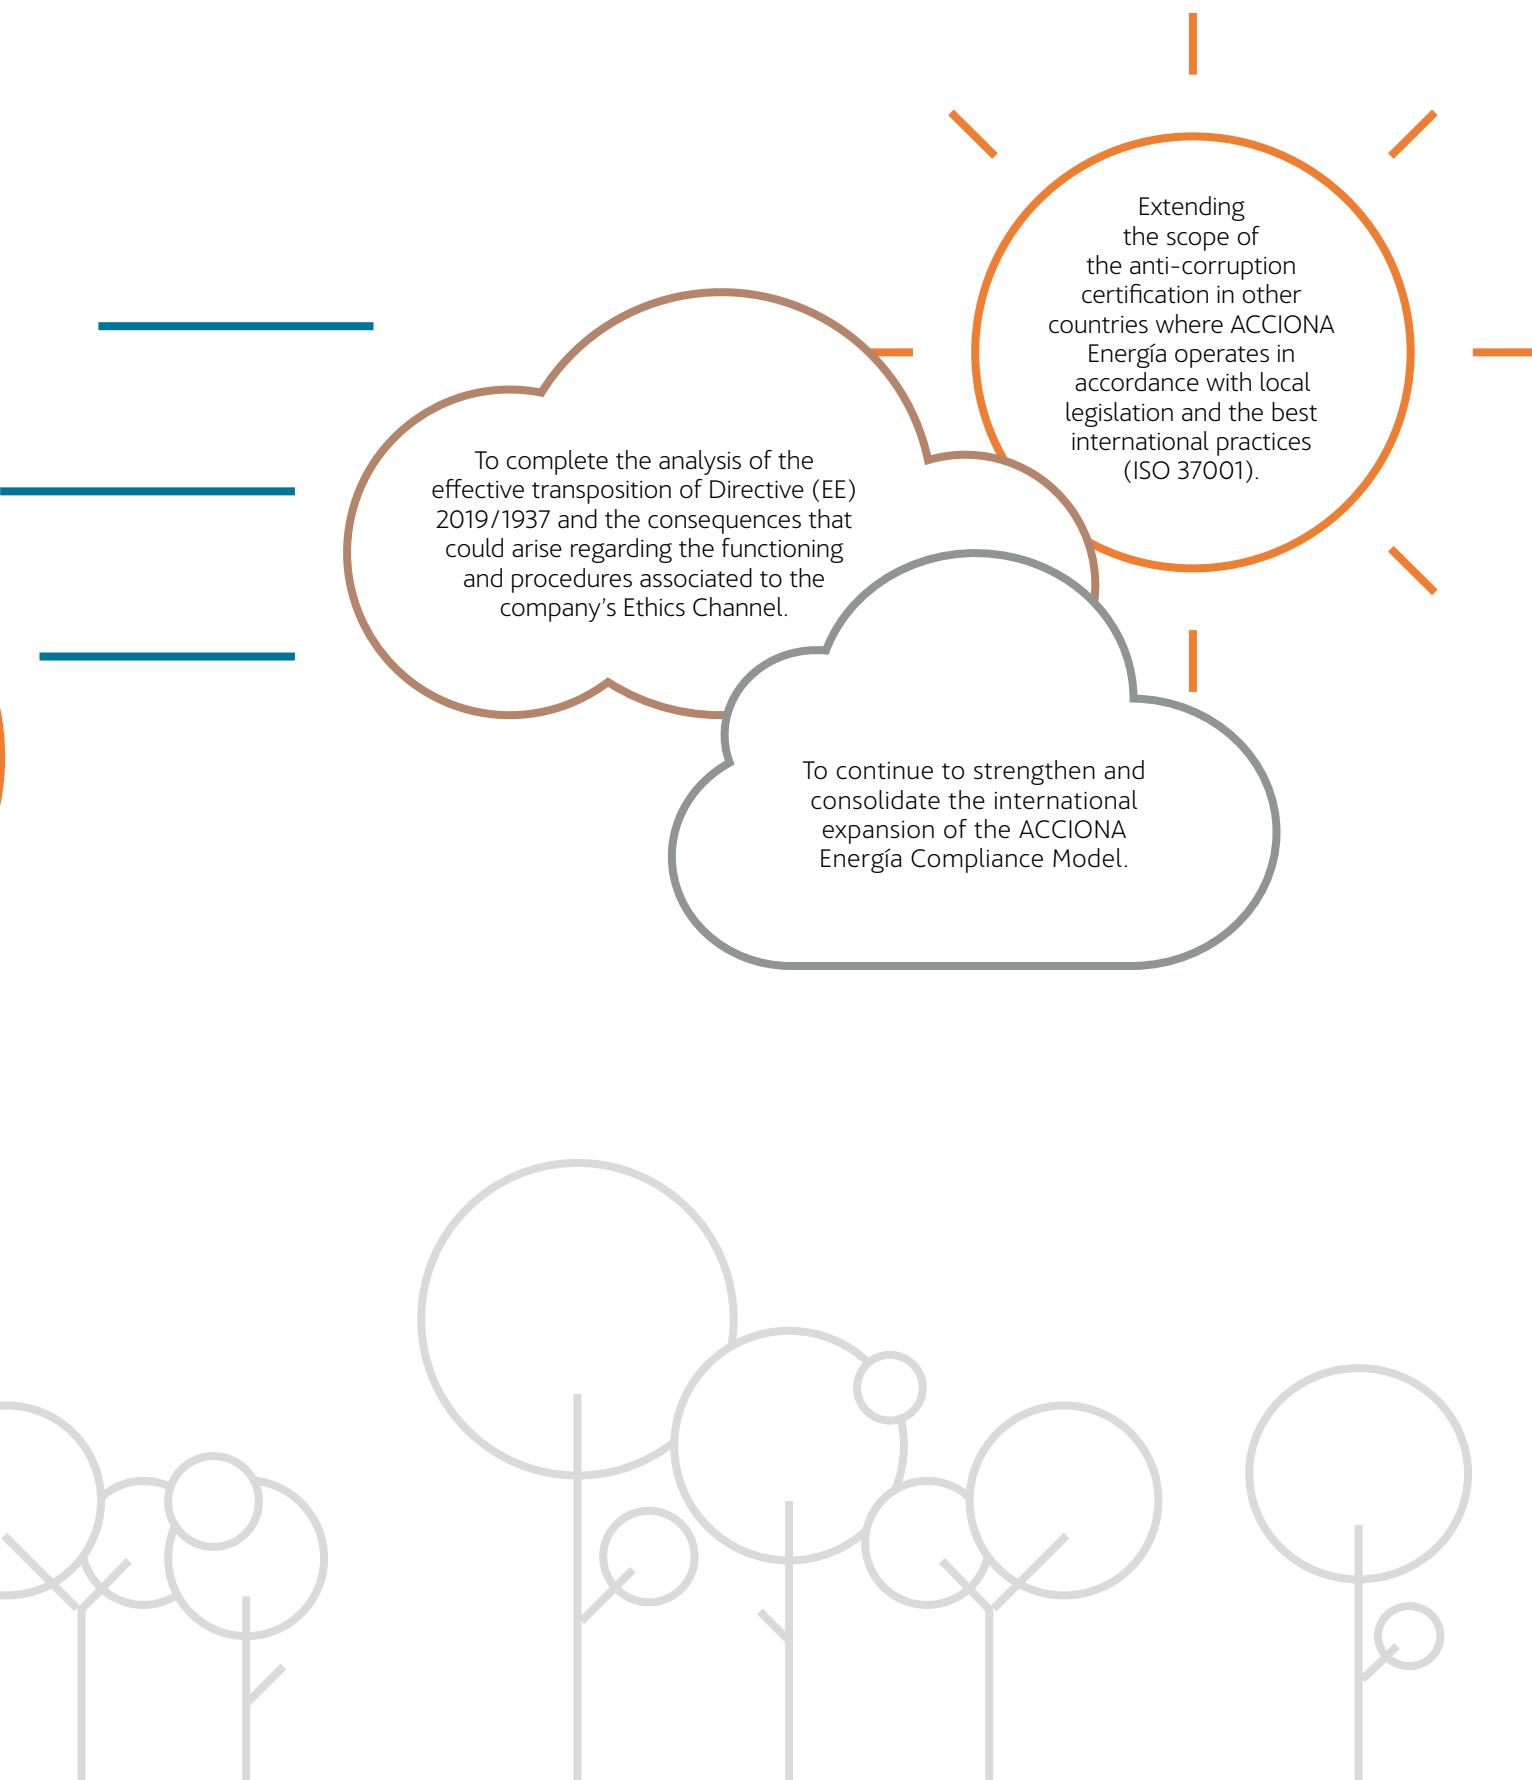 Extending
the scope of
the anti-corruption
certification in other
countries where ACCIONA
Energía operates in
accordance with local
legislation and the best
international practices
(ISO 37001).
To complete the analysis of the
effective transposition of Directive (EE)
2019/1937 and the consequences that
could arise regarding the functioning
and procedures associated to the
company’s Ethics Channel.
To continue to strengthen and
consolidate the international
expansion of the ACCIONA
Energía Compliance Model.